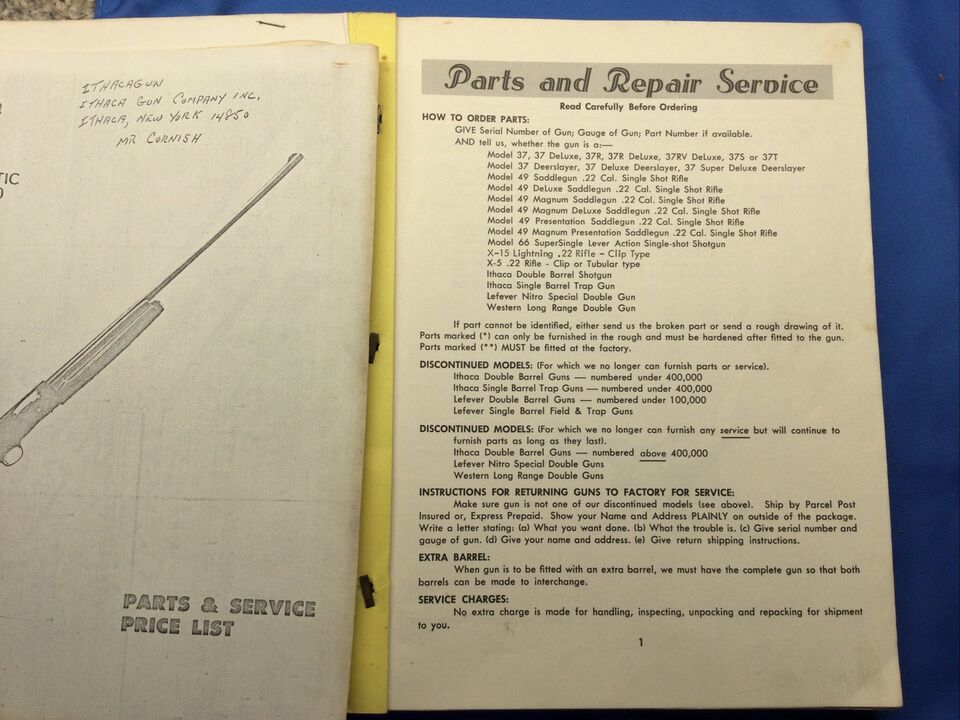 ITHACAGUN
ITHACA GUN COMPANY INC.
ITHACA, NEW YORK 14850
MR CORNISH
TIC
PARTS & SERVICE
PRICE LIST
Parts and Repair Service
Read Carefully Before Ordering
HOW TO ORDER PARTS:
GIVE Serial Number of Gun; Gauge of Gun; Part Number if available.
AND tell us, whether the gun is a:—
Model 37, 37 DeLuxe, 37R, 37R DeLuxe, 37RV DeLuxe, 37S or 37T
Model 37 Deerslayer, 37 Deluxe Deerslayer, 37 Super Deluxe Deerslayer
Model 49 Saddlegun .22 Cal. Single Shot Rifle
Model 49 DeLuxe Saddlegun .22 Cal. Single Shot Rifle
Model 49 Magnum Saddlegun .22 Cal. Single Shot Rifle
Model 49 Magnum DeLuxe Saddlegun .22 Cal. Single Shot Rifle
Model 49 Presentation Saddlegun .22 Cal. Single Shot Rifle
Model 49 Magnum Presentation Saddlegun .22 Cal. Single Shot Rifle
Model 66 SuperSingle Lever Action Single-shot Shotgun
X-15 Lightning .22 Rifle - Clip Type
X-5 .22 Rifle - Clip or Tubular type
Ithaca Double Barrel Shotgun
Ithaca Single Barrel Trap Gun
Lefever Nitro Special Double Gun
Western Long Range Double Gun
If part cannot be identified, either send us the broken part or send a rough drawing of it.
Parts marked (*) can only be furnished in the rough and must be hardened after fitted to the gun.
Parts marked (**) MUST be fitted at the factory.
DISCONTINUED MODELS: (For which we no longer can furnish parts or service).
Ithaca Double Barrel Guns — numbered under 400,000
Ithaca Single Barrel Trap Guns — numbered under 400,000
Lefever Double Barrel Guns — numbered under 100,000
Lefever Single Barrel Field & Trap Guns
DISCONTINUED MODELS: (For which we no longer can furnish any service but will continue to
furnish parts as long as they last).
Ithaca Double Barrel Guns — numbered above 400,000
Lefever Nitro Special Double Guns
Western Long Range Double Guns
INSTRUCTIONS FOR RETURNING GUNS TO FACTORY FOR SERVICE:
Make sure gun is not one of our discontinued models (see above). Ship by Parcel Post
Insured or, Express Prepaid. Show your Name and Address PLAINLY on outside of the package.
Write a letter stating: (a) What you want done. (b) What the trouble is. (c) Give serial number and
gauge of gun. (d) Give your name and address. (e) Give return shipping instructions.
EXTRA BARREL:
When gun is to be fitted with an extra barrel, we must have the complete gun so that both
barrels can be made to interchange.
SERVICE CHARGES:
No extra charge is made for handling, inspecting, unpacking and repacking for shipment
to you.
1